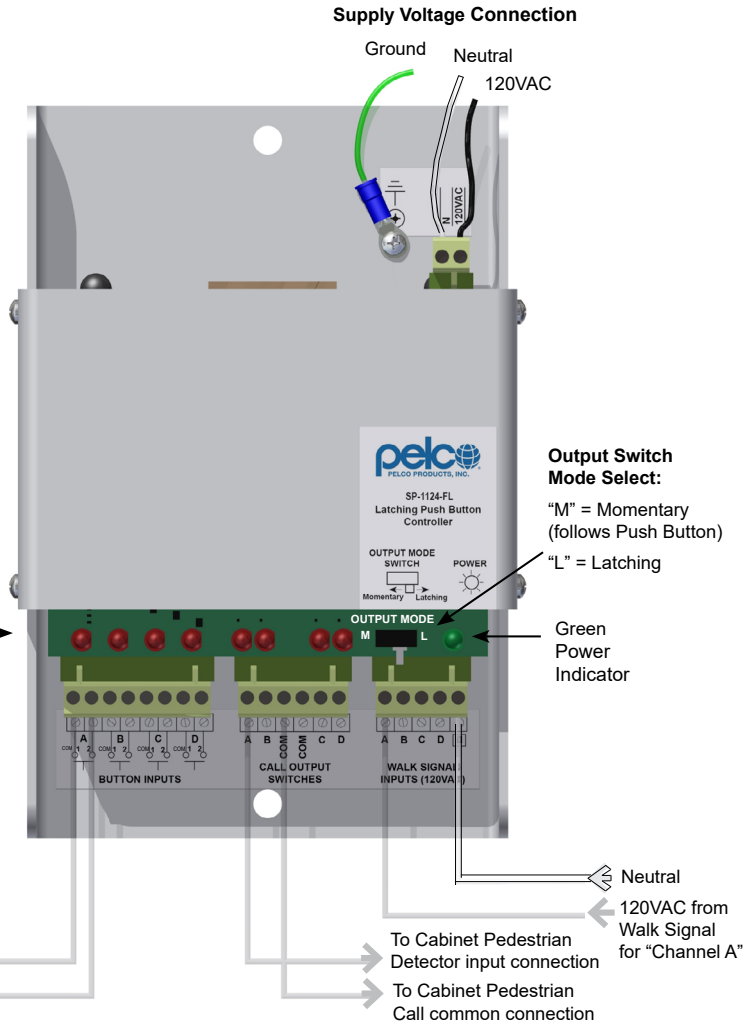 Supply Voltage Connection
Ground
Neutral
120VAC
N
120VAC
pelco
PELCO PRODUCTS, INC.
SP-1124-FL
Latching Push Button
Controller
OUTPUT MODE
SWITCH
POWER
Momentary
Latching
Output Switch
Mode Select:
“M” = Momentary
(follows Push Button)
“L” = Latching
OUTPUT MODE
M
L
Green
Power
Indicator
A B C D
COM 1 2 COM 1 2 COM 1 2 COM 1 2
BUTTON INPUTS
A B COM COM C D
CALL OUTPUT
SWITCHES
A B C D
WALK SIGNAL
INPUTS (120VAC)
Neutral
120VAC from
Walk Signal
for “Channel A”
To Cabinet Pedestrian
Detector input connection
To Cabinet Pedestrian
Call common connection